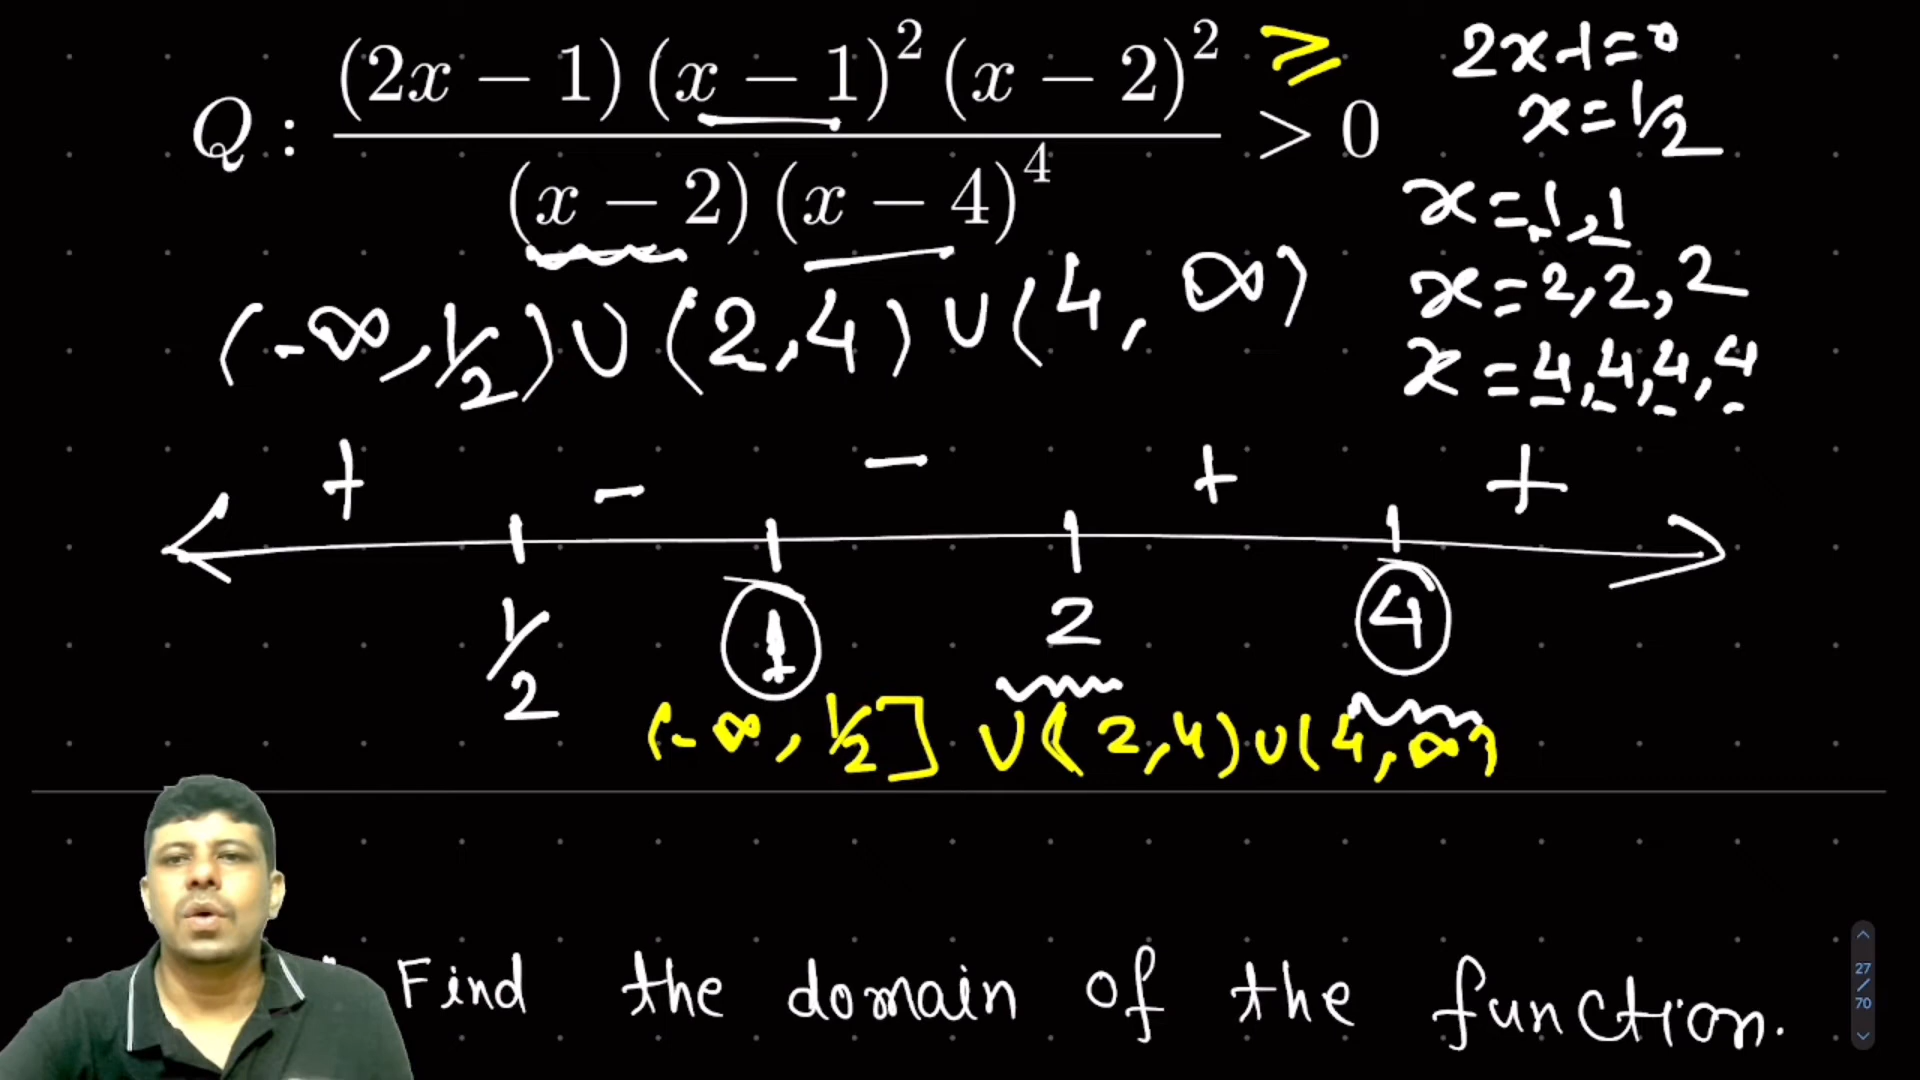 Q : (2x − 1)(x − 1)² (x − 2)² / (x − 2)(x − 4)⁴ > 0
≥
2x-1=0
x=1/2
x=1,1
x=2,2,2
x=4,4,4,4
(-∞,1/2)∪(2,4)∪(4,∞)
+ - - + +
1/2 1 2 4
(-∞,1/2]∪(2,4)∪(4,∞)
Find the domain of the function.
27
/
70